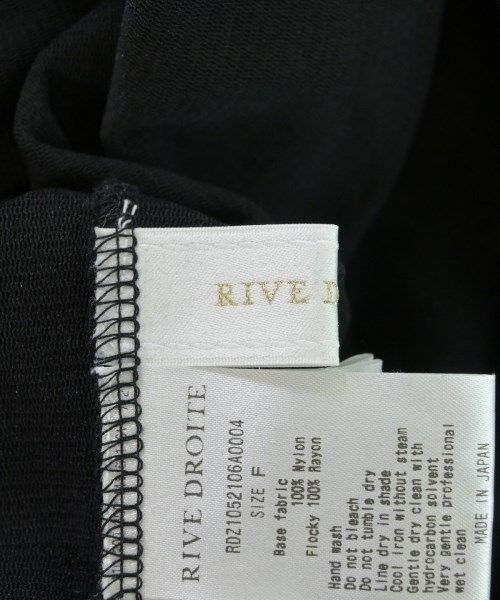 RIVE D
RIVE DROITE
RDZ1052106A0004
SIZE F
Base fabric
100% Nylon
Flocky 100% Rayon
Hand wash
Do not bleach
Do not tumble dry
Line dry in shade
Cool iron without steam
Gentle dry clean with
hydrocarbon solvent
Very gentle professional
wet clean
MADE IN JAPAN